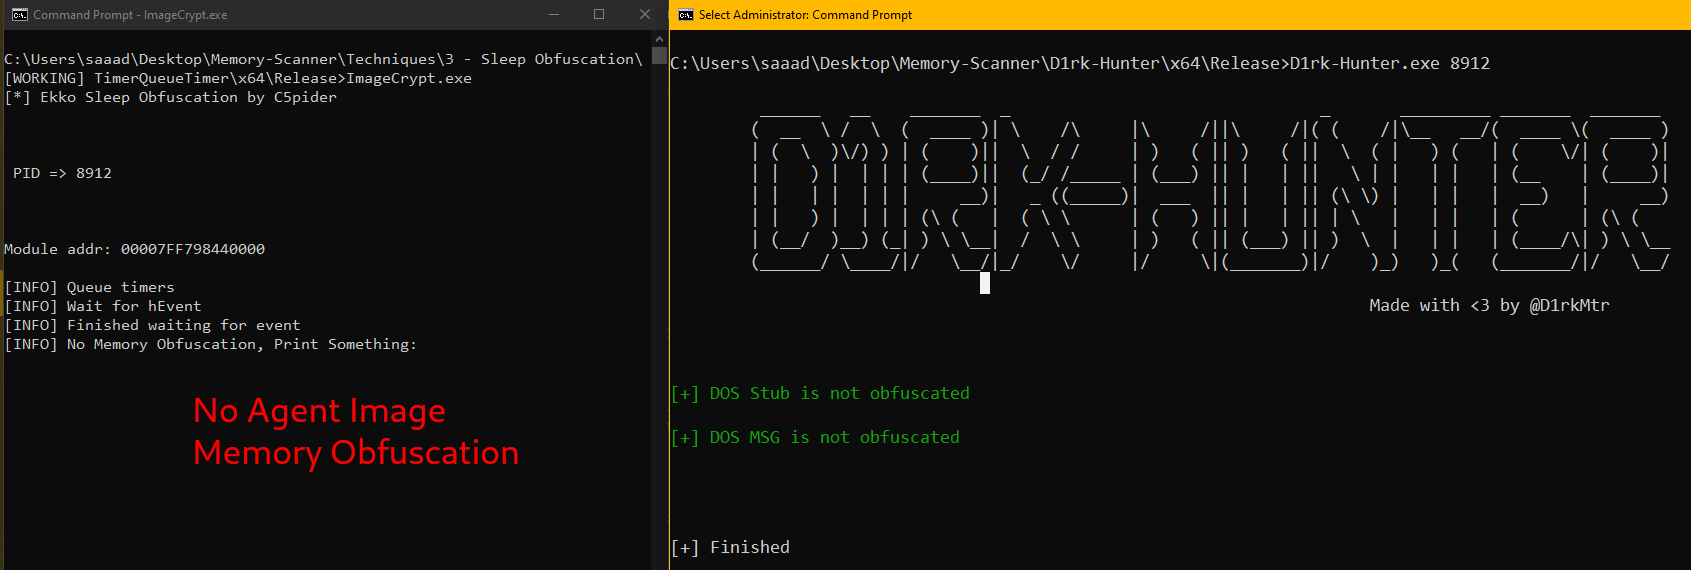 Command Prompt - ImageCrypt.exe
C:\Users\saaad\Desktop\Memory-Scanner\Techniques\3 - Sleep Obfuscation\
[WORKING] TimerQueueTimer\x64\Release>ImageCrypt.exe
[*] Ekko Sleep Obfuscation by C5pider
PID => 8912
Module addr: 00007FF798440000
[INFO] Queue timers
[INFO] Wait for hEvent
[INFO] Finished waiting for event
[INFO] No Memory Obfuscation, Print Something:
No Agent Image
Memory Obfuscation
Select Administrator: Command Prompt
C:\Users\saaad\Desktop\Memory-Scanner\D1rk-Hunter\x64\Release>D1rk-Hunter.exe 8912
D1RK-HUNTER
Made with <3 by @D1rkMtr
[+] DOS Stub is not obfuscated
[+] DOS MSG is not obfuscated
[+] Finished